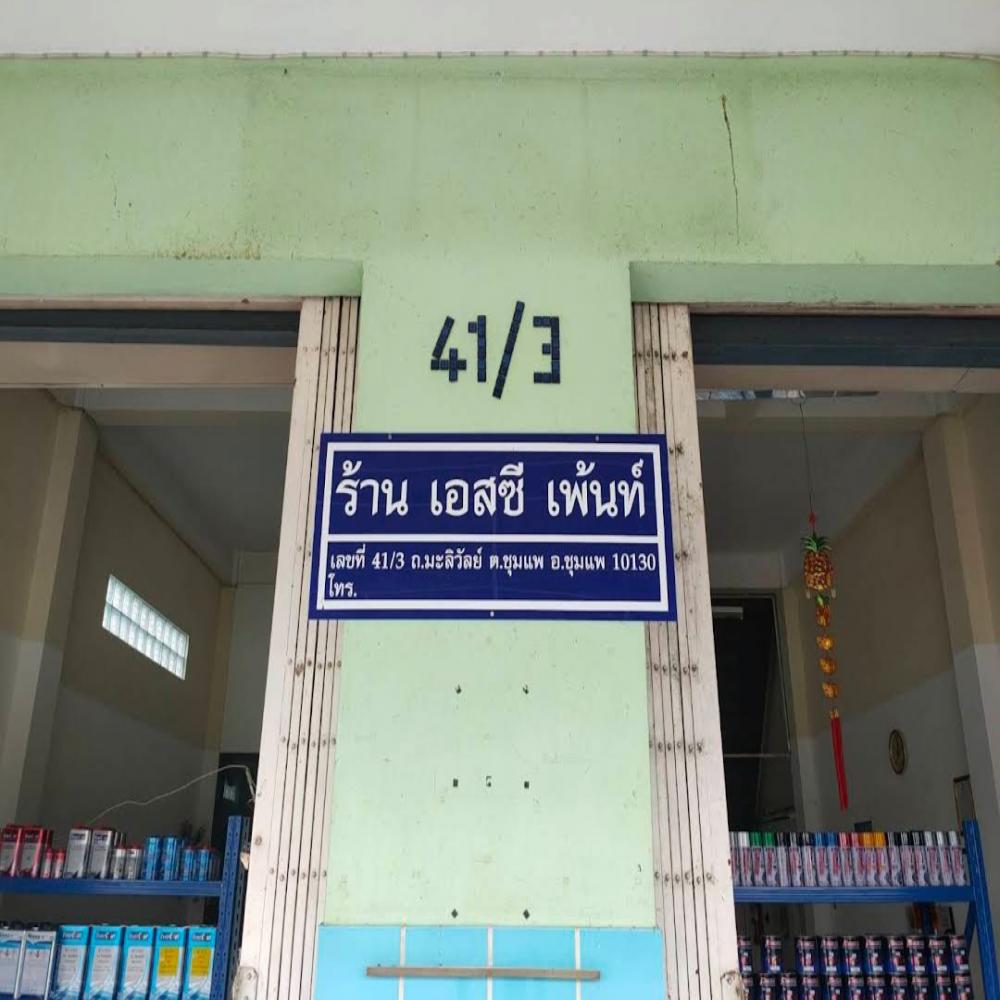 41/3
ร้าน เอสซี เพ้นท์
เลขที่ 41/3 ถ.มะลิวัลย์ ต.ชุมแพ อ.ชุมแพ 10130
โทร.